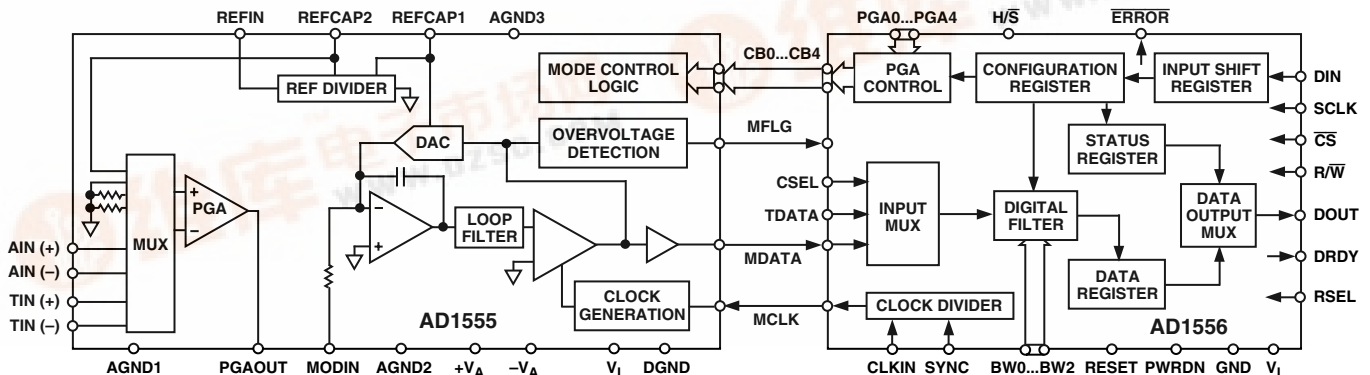 REFIN REFCAP2 REFCAP1 AGND3
PGA0...PGA4 H/S ERROR
CB0...CB4
MODE CONTROL
LOGIC
PGA
CONTROL
CONFIGURATION
REGISTER
INPUT SHIFT
REGISTER
DIN
SCLK
CS
R/W
DOUT
DRDY
RSEL
REF DIVIDER
DAC
OVERVOLTAGE
DETECTION
MFLG
STATUS
REGISTER
MUX
PGA
+
–
AIN (+)
AIN (–)
TIN (+)
TIN (–)
–
+
LOOP
FILTER
CSEL
TDATA
MDATA
INPUT
MUX
DIGITAL
FILTER
DATA
OUTPUT
MUX
DATA
REGISTER
CLOCK
GENERATION
MCLK
CLOCK DIVIDER
AD1555
AD1556
AGND1 PGAOUT MODIN AGND2 +VA –VA VL DGND
CLKIN SYNC BW0...BW2 RESET PWRDN GND VL